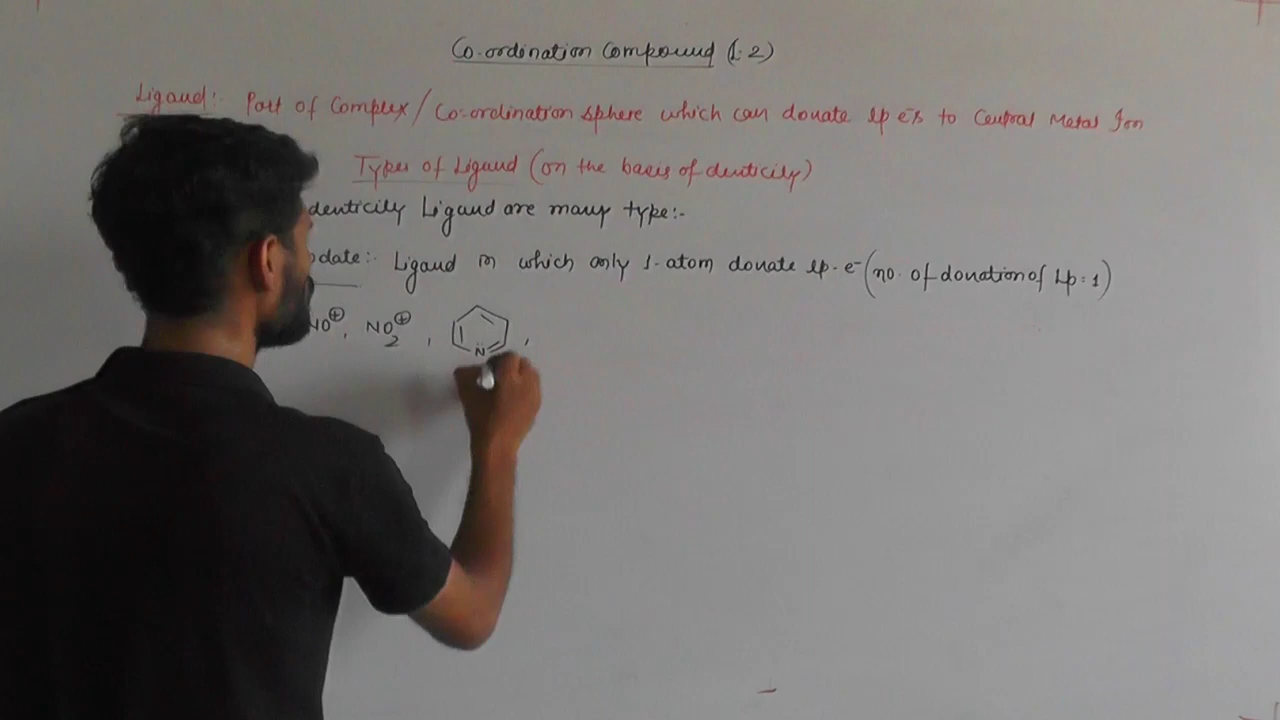 Co-ordination Compound (L-2)
Ligand:- Part of Complex/Co-ordination sphere which can donate lp e⁻s to Central Metal Ion
Types of Ligand (on the basis of denticity)
denticity Ligand are many type:-
date:- Ligand in which only 1-atom donate lp-e⁻ (no. of donation of Lp=1)
NO⊕, NO₂⊕, N̈,